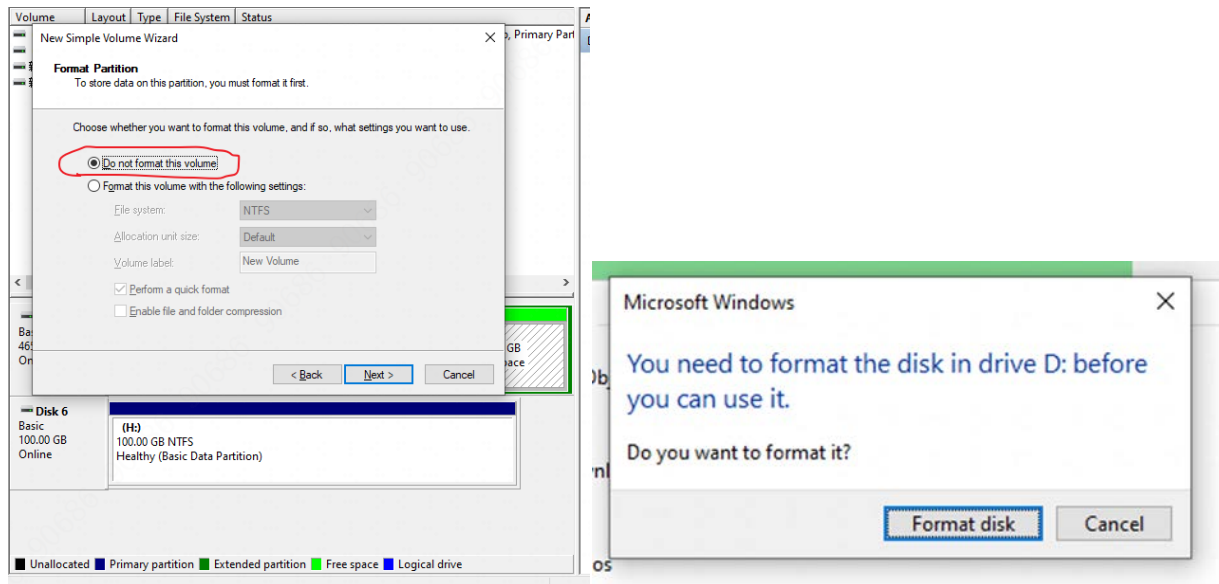 Volume Layout Type File System Status
New Simple Volume Wizard
, Primary Part
Format Partition
To store data on this partition, you must format it first.
Choose whether you want to format this volume, and if so, what settings you want to use.
Do not format this volume
Format this volume with the following settings:
File system: NTFS
Allocation unit size: Default
Volume label: New Volume
Perform a quick format
Enable file and folder compression
< Back Next > Cancel
GB
Disk 6
Basic
100.00 GB
Online
(H:)
100.00 GB NTFS
Healthy (Basic Data Partition)
Unallocated Primary partition Extended partition Free space Logical drive
Microsoft Windows
You need to format the disk in drive D: before
you can use it.
Do you want to format it?
Format disk Cancel